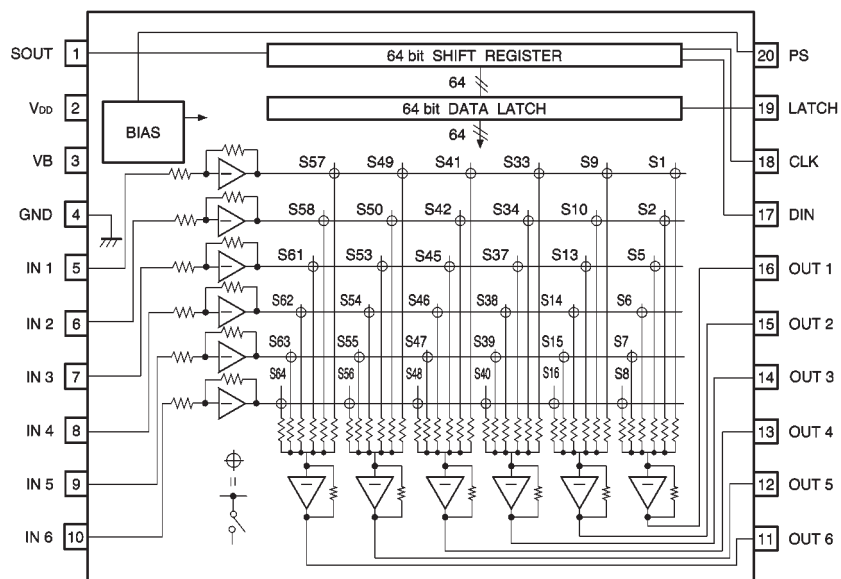 SOUT 1 64 bit SHIFT REGISTER 20 PS
64
VDD 2 BIAS 64 bit DATA LATCH 19 LATCH
64
VB 3 S57 S49 S41 S33 S9 S1 18 CLK
GND 4 S58 S50 S42 S34 S10 S2 17 DIN
IN 1 5 S61 S53 S45 S37 S13 S5 16 OUT 1
IN 2 6 S62 S54 S46 S38 S14 S6 15 OUT 2
S63 S55 S47 S39 S15 S7
IN 3 7 S64 S56 S48 S40 S16 S8 14 OUT 3
IN 4 8 13 OUT 4
IN 5 9 12 OUT 5
IN 6 10 11 OUT 6